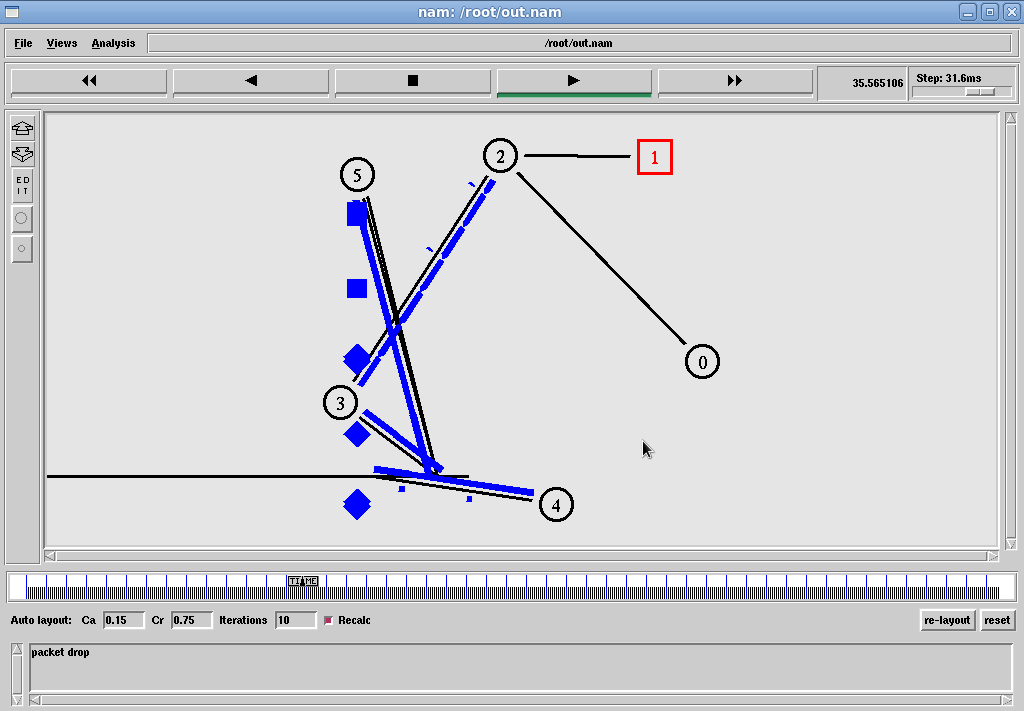 nam: /root/out.nam
File Views Analysis /root/out.nam
35.565106 Step: 31.6ms
E D
I T
2
1
5
0
3
4
TIME
Auto layout: Ca 0.15 Cr 0.75 Iterations 10 Recalc re-layout reset
packet drop